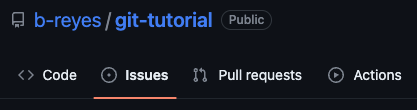 b-reyes / git-tutorial Public
Code Issues Pull requests Actions